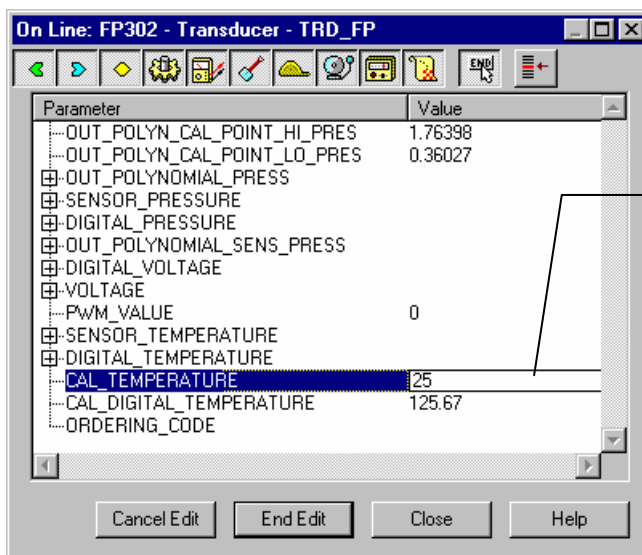 On Line: FP302 - Transducer - TRD_FP
END
Parameter Value
OUT_POLYN_CAL_POINT_HI_PRES 1.76398
OUT_POLYN_CAL_POINT_LO_PRES 0.36027
OUT_POLYNOMIAL_PRESS
SENSOR_PRESSURE
DIGITAL_PRESSURE
OUT_POLYNOMIAL_SENS_PRESS
DIGITAL_VOLTAGE
VOLTAGE
PWM_VALUE 0
SENSOR_TEMPERATURE
DIGITAL_TEMPERATURE
CAL_TEMPERATURE 25
CAL_DIGITAL_TEMPERATURE 125.67
ORDERING_CODE
Cancel Edit End Edit Close Help